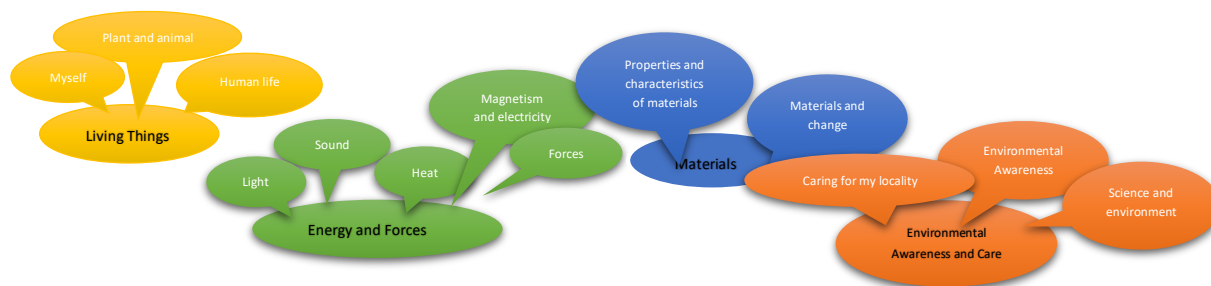 Plant and animal
Myself
Human life
Living Things
Magnetism
and electricity
Sound
Forces
Light
Heat
Energy and Forces
Properties and
characteristics
of materials
Materials and
change
Materials
Environmental
Awareness
Caring for my locality
Science and
environment
Environmental
Awareness and Care